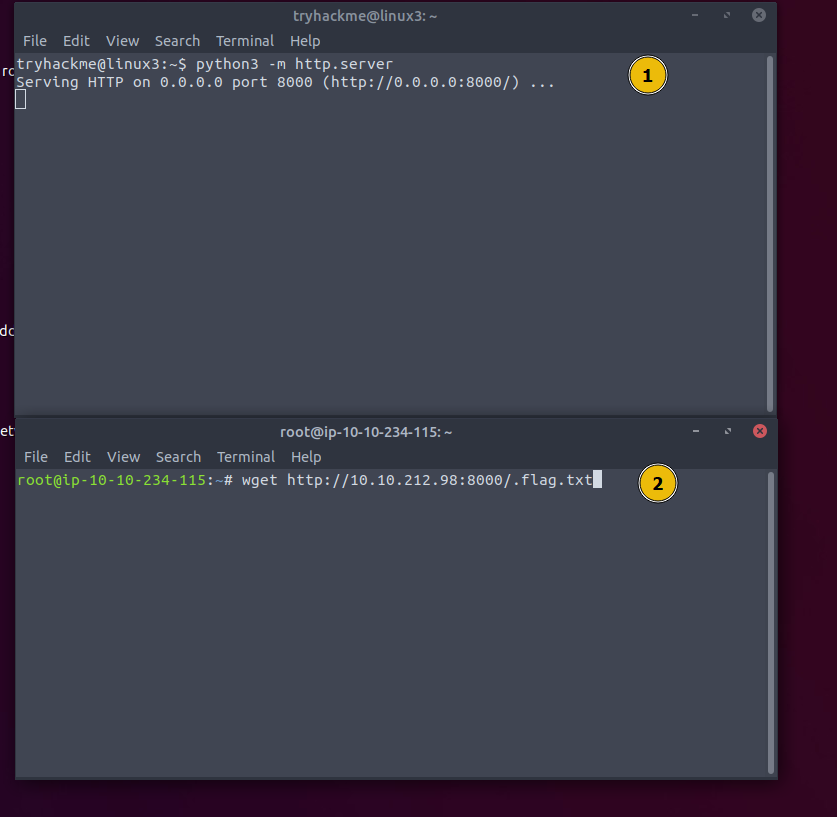 tryhackme@linux3: ~
File Edit View Search Terminal Help
tryhackme@linux3:~$ python3 -m http.server
Serving HTTP on 0.0.0.0 port 8000 (http://0.0.0.0:8000/) ...
1
root@ip-10-10-234-115: ~
File Edit View Search Terminal Help
root@ip-10-10-234-115:~# wget http://10.10.212.98:8000/.flag.txt
2